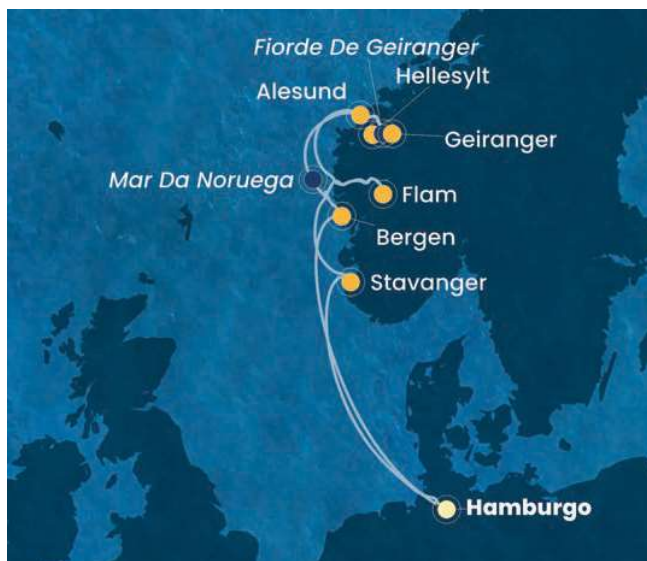 Fiorde De Geiranger
Hellesylt
Alesund
Geiranger
Mar Da Noruega
Flam
Bergen
Stavanger
Hamburgo